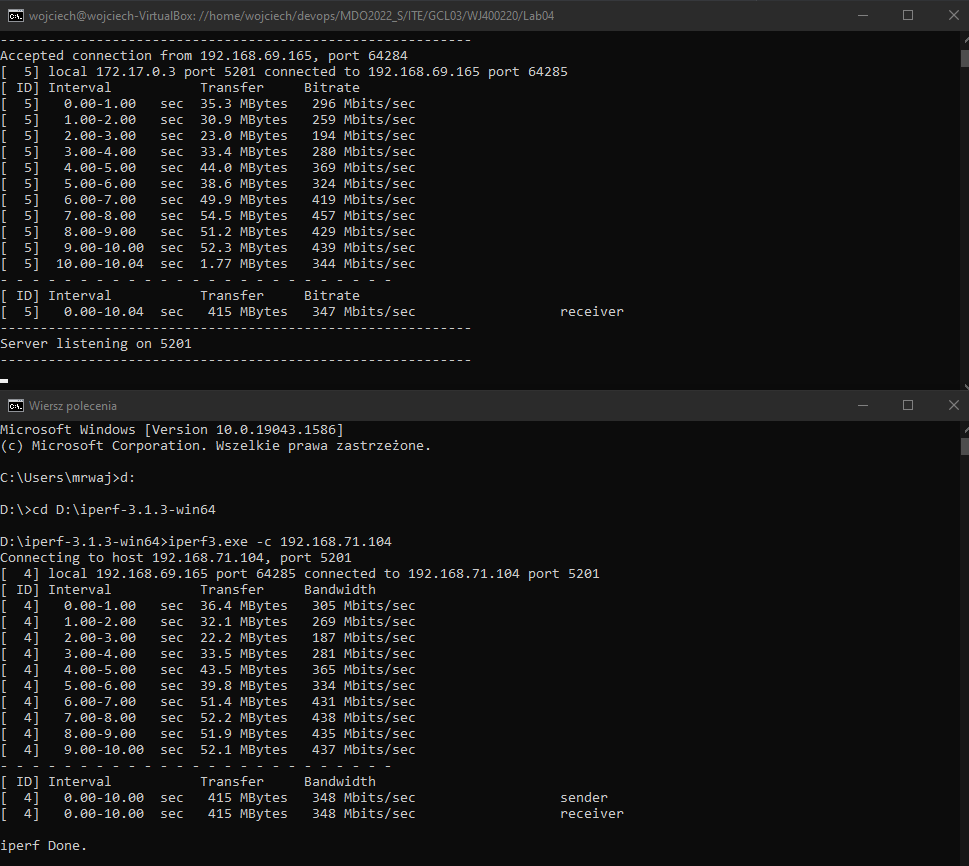 wojciech@wojciech-VirtualBox: //home/wojciech/devops/MDO2022_S/ITE/GCL03/WJ400220/Lab04
-----------------------------------------------------------
Accepted connection from 192.168.69.165, port 64284
[  5] local 172.17.0.3 port 5201 connected to 192.168.69.165 port 64285
[ ID] Interval           Transfer     Bitrate
[  5]   0.00-1.00   sec  35.3 MBytes   296 Mbits/sec
[  5]   1.00-2.00   sec  30.9 MBytes   259 Mbits/sec
[  5]   2.00-3.00   sec  23.0 MBytes   194 Mbits/sec
[  5]   3.00-4.00   sec  33.4 MBytes   280 Mbits/sec
[  5]   4.00-5.00   sec  44.0 MBytes   369 Mbits/sec
[  5]   5.00-6.00   sec  38.6 MBytes   324 Mbits/sec
[  5]   6.00-7.00   sec  49.9 MBytes   419 Mbits/sec
[  5]   7.00-8.00   sec  54.5 MBytes   457 Mbits/sec
[  5]   8.00-9.00   sec  51.2 MBytes   429 Mbits/sec
[  5]   9.00-10.00  sec  52.3 MBytes   439 Mbits/sec
[  5]  10.00-10.04  sec  1.77 MBytes   344 Mbits/sec
- - - - - - - - - - - - - - - - - - - - - - - - -
[ ID] Interval           Transfer     Bitrate
[  5]   0.00-10.04  sec   415 MBytes   347 Mbits/sec                  receiver
-----------------------------------------------------------
Server listening on 5201
-----------------------------------------------------------
Wiersz polecenia
Microsoft Windows [Version 10.0.19043.1586]
(c) Microsoft Corporation. Wszelkie prawa zastrzeżone.
C:\Users\mrwaj>d:
D:\>cd D:\iperf-3.1.3-win64
D:\iperf-3.1.3-win64>iperf3.exe -c 192.168.71.104
Connecting to host 192.168.71.104, port 5201
[  4] local 192.168.69.165 port 64285 connected to 192.168.71.104 port 5201
[ ID] Interval           Transfer     Bandwidth
[  4]   0.00-1.00   sec  36.4 MBytes   305 Mbits/sec
[  4]   1.00-2.00   sec  32.1 MBytes   269 Mbits/sec
[  4]   2.00-3.00   sec  22.2 MBytes   187 Mbits/sec
[  4]   3.00-4.00   sec  33.5 MBytes   281 Mbits/sec
[  4]   4.00-5.00   sec  43.5 MBytes   365 Mbits/sec
[  4]   5.00-6.00   sec  39.8 MBytes   334 Mbits/sec
[  4]   6.00-7.00   sec  51.4 MBytes   431 Mbits/sec
[  4]   7.00-8.00   sec  52.2 MBytes   438 Mbits/sec
[  4]   8.00-9.00   sec  51.9 MBytes   435 Mbits/sec
[  4]   9.00-10.00  sec  52.1 MBytes   437 Mbits/sec
- - - - - - - - - - - - - - - - - - - - - - - - -
[ ID] Interval           Transfer     Bandwidth
[  4]   0.00-10.00  sec   415 MBytes   348 Mbits/sec                  sender
[  4]   0.00-10.00  sec   415 MBytes   348 Mbits/sec                  receiver
iperf Done.